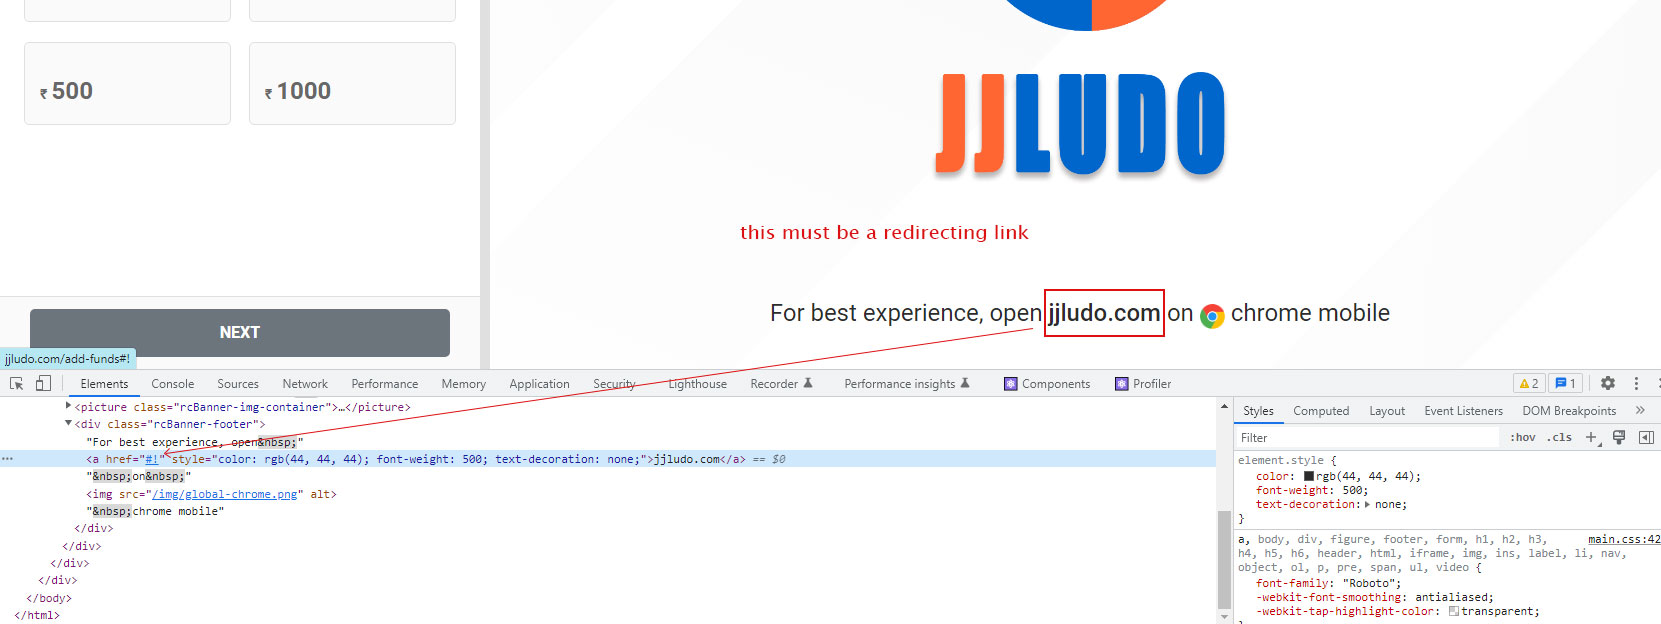 ₹ 500
₹ 1000
JJLUDO
this must be a redirecting link
For best experience, open jjludo.com on chrome mobile
NEXT
jjludo.com/add-funds#!
Elements Console Sources Network Performance Memory Application Security Lighthouse Recorder Performance insights Components Profiler 2 1
<picture class="rcBanner-img-container">…</picture>
<div class="rcBanner-footer">
"For best experience, open&nbsp;"
<a href="#!" style="color: rgb(44, 44, 44); font-weight: 500; text-decoration: none;">jjludo.com</a> == $0
"&nbsp;on&nbsp;"
<img src="/img/global-chrome.png" alt>
"&nbsp;chrome mobile"
</div>
</div>
</div>
</div>
</body>
</html>
Styles Computed Layout Event Listeners DOM Breakpoints
Filter :hov .cls
element.style {
color: rgb(44, 44, 44);
font-weight: 500;
text-decoration: none;
}
a, body, div, figure, footer, form, h1, h2, h3, main.css:42
h4, h5, h6, header, html, iframe, img, ins, label, li, nav,
object, ol, p, pre, span, ul, video {
font-family: "Roboto";
-webkit-font-smoothing: antialiased;
-webkit-tap-highlight-color: transparent;